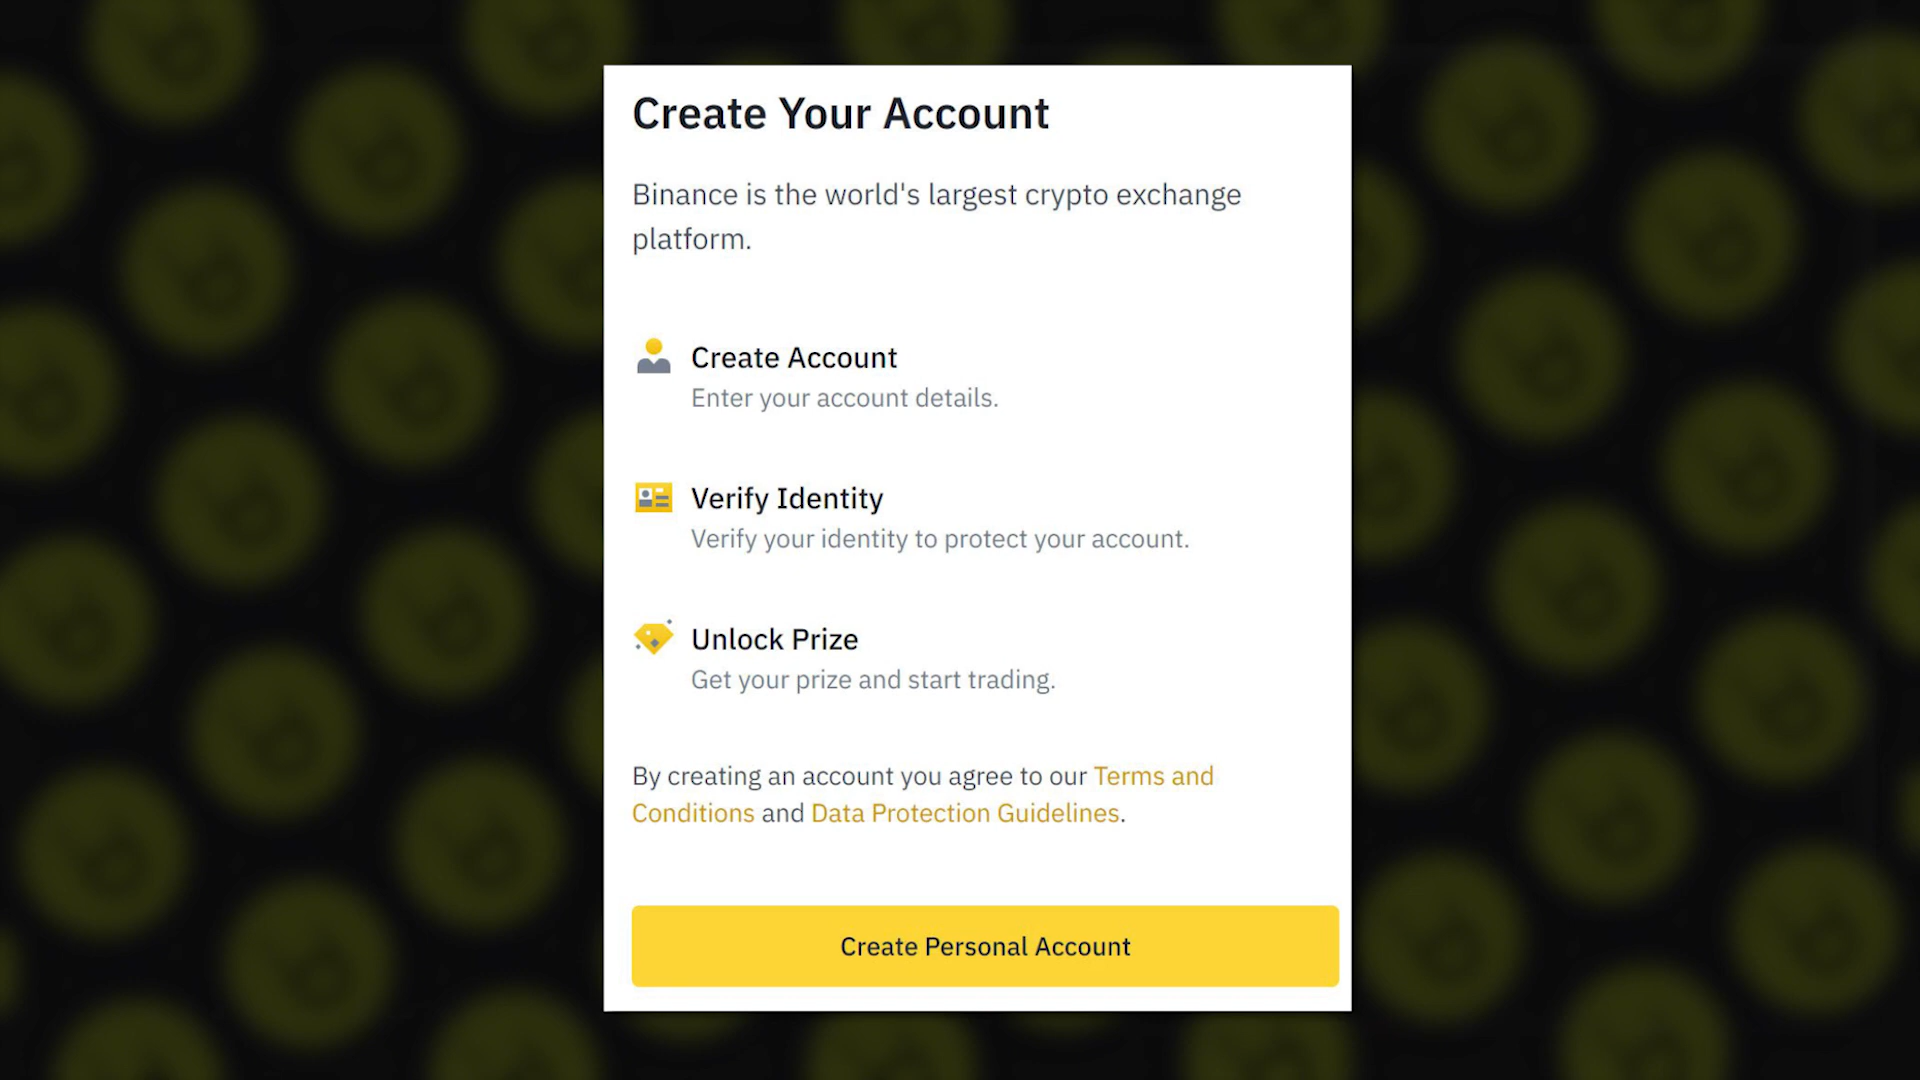 Create Your Account
Binance is the world's largest crypto exchange
platform.
Create Account
Enter your account details.
Verify Identity
Verify your identity to protect your account.
Unlock Prize
Get your prize and start trading.
By creating an account you agree to our Terms and
Conditions and Data Protection Guidelines.
Create Personal Account